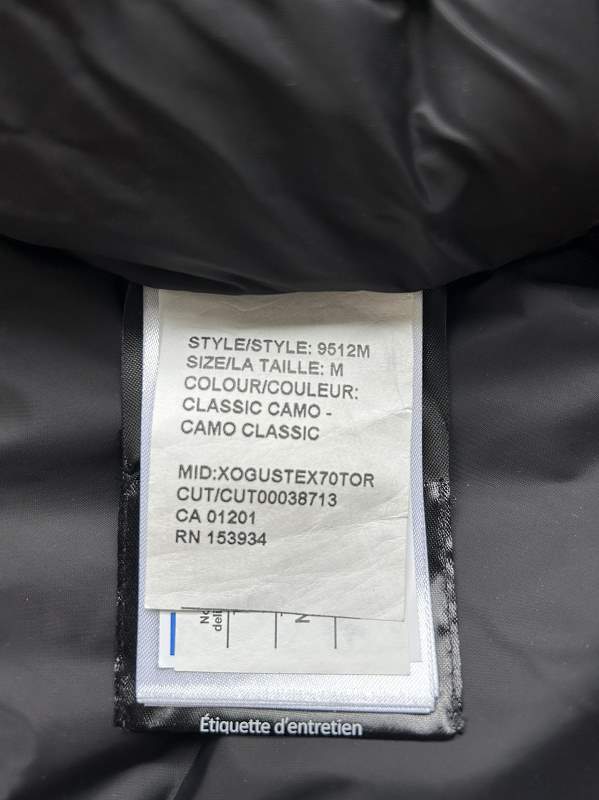 STYLE/STYLE: 9512M
SIZE/LA TAILLE: M
COLOUR/COULEUR:
CLASSIC CAMO -
CAMO CLASSIC
MID:XOGUSTEX70TOR
CUT/CUT00038713
CA 01201
RN 153934
Étiquette d'entretien